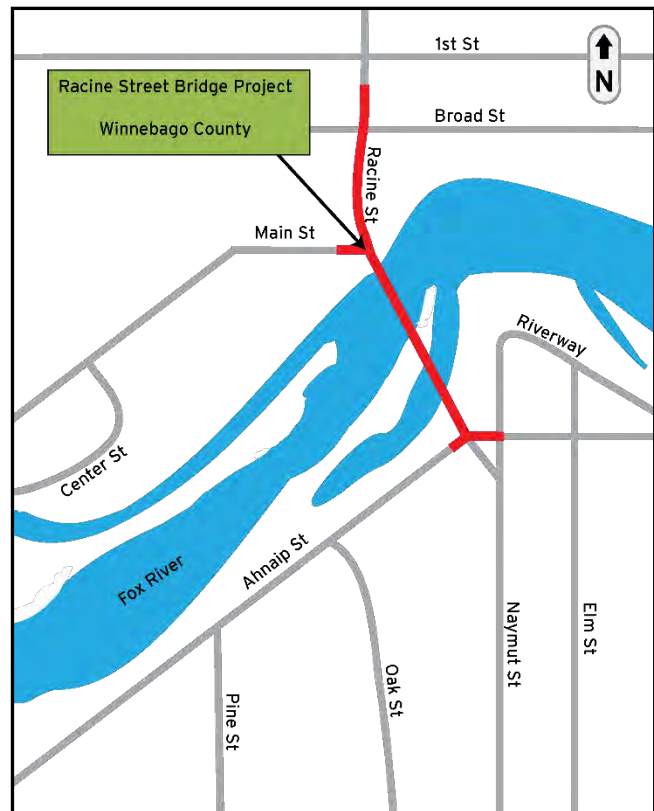 1st St
N
Racine Street Bridge Project
Winnebago County
Broad St
Racine St
Main St
Riverway
Center St
Ahnaip St
Fox River
Naymut St
Elm St
Oak St
Pine St